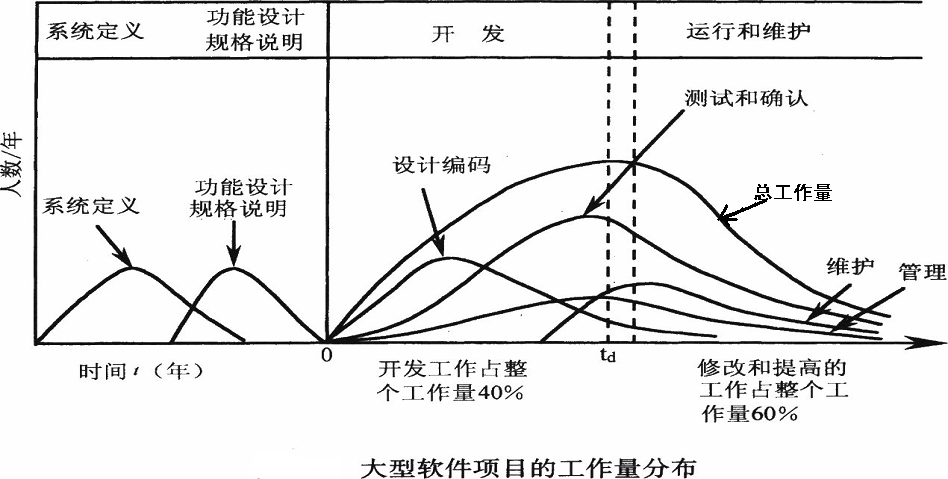 系统定义
功能设计
规格说明
开 发
运行和维护
人数/年
测试和确认
设计编码
功能设计
规格说明
系统定义
总工作量
维护
管理
0
td
时间 t（年）
开发工作占整
个工作量40%
修改和提高的
工作占整个工
作量60%
大型软件项目的工作量分布